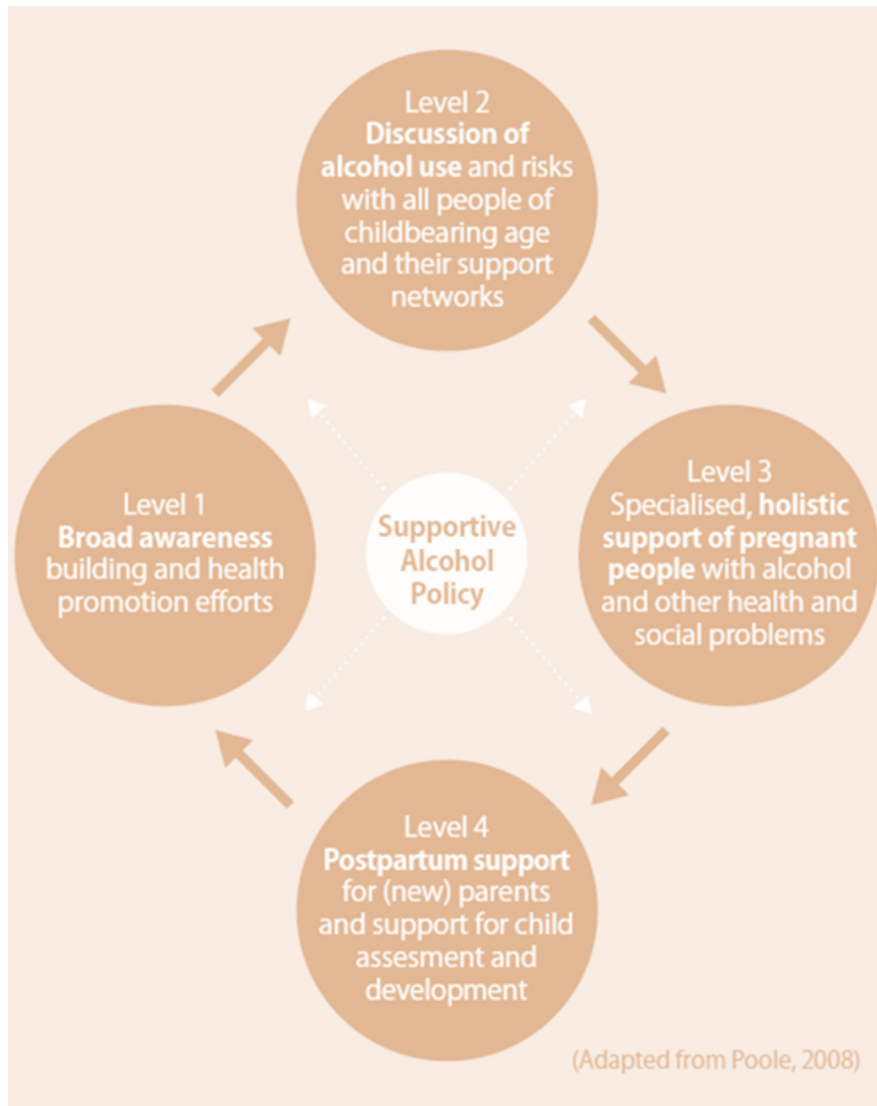 Level 2
Discussion of
alcohol use and risks
with all people of
childbearing age
and their support
networks
Level 1
Broad awareness
building and health
promotion efforts
Supportive
Alcohol
Policy
Level 3
Specialised, holistic
support of pregnant
people with alcohol
and other health and
social problems
Level 4
Postpartum support
for (new) parents
and support for child
assesment and
development
(Adapted from Poole, 2008)